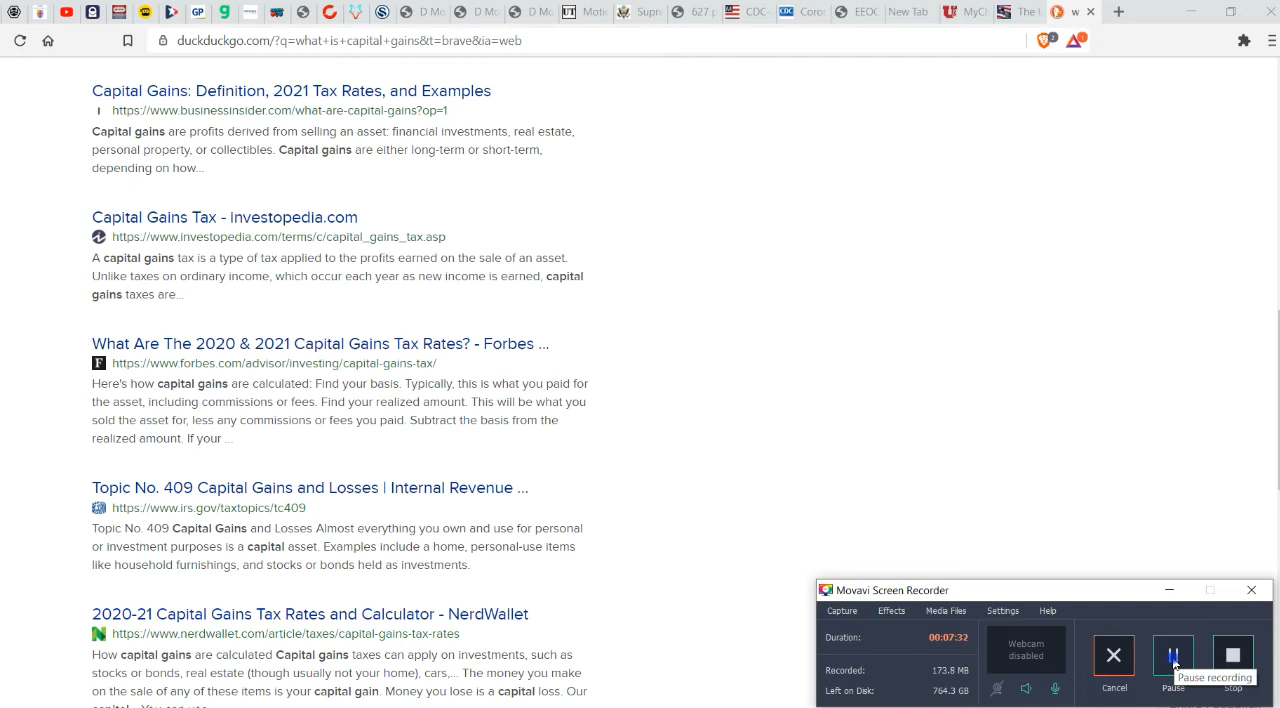 GP
D Mo
D Mo
D Mo
UT Motio
Supre
627 p
CDC-
CDC Coron
EEOC
New Tab
MyCh
The L
w
duckduckgo.com/?q=what+is+capital+gains&t=brave&ia=web
2
1
Capital Gains: Definition, 2021 Tax Rates, and Examples
https://www.businessinsider.com/what-are-capital-gains?op=1
Capital gains are profits derived from selling an asset: financial investments, real estate,
personal property, or collectibles. Capital gains are either long-term or short-term,
depending on how...
Capital Gains Tax - investopedia.com
https://www.investopedia.com/terms/c/capital_gains_tax.asp
A capital gains tax is a type of tax applied to the profits earned on the sale of an asset.
Unlike taxes on ordinary income, which occur each year as new income is earned, capital
gains taxes are...
What Are The 2020 & 2021 Capital Gains Tax Rates? - Forbes ...
F https://www.forbes.com/advisor/investing/capital-gains-tax/
Here's how capital gains are calculated: Find your basis. Typically, this is what you paid for
the asset, including commissions or fees. Find your realized amount. This will be what you
sold the asset for, less any commissions or fees you paid. Subtract the basis from the
realized amount. If your ...
Topic No. 409 Capital Gains and Losses | Internal Revenue ...
https://www.irs.gov/taxtopics/tc409
Topic No. 409 Capital Gains and Losses Almost everything you own and use for personal
or investment purposes is a capital asset. Examples include a home, personal-use items
like household furnishings, and stocks or bonds held as investments.
2020-21 Capital Gains Tax Rates and Calculator - NerdWallet
https://www.nerdwallet.com/article/taxes/capital-gains-tax-rates
How capital gains are calculated Capital gains taxes can apply on investments, such as
stocks or bonds, real estate (though usually not your home), cars,... The money you make
on the sale of any of these items is your capital gain. Money you lose is a capital loss. Our
Movavi Screen Recorder
Capture Effects Media Files Settings Help
Duration: 00:07:32
Recorded: 173.8 MB
Left on Disk: 764.3 GB
Webcam
disabled
Cancel Pause Stop
Pause recording